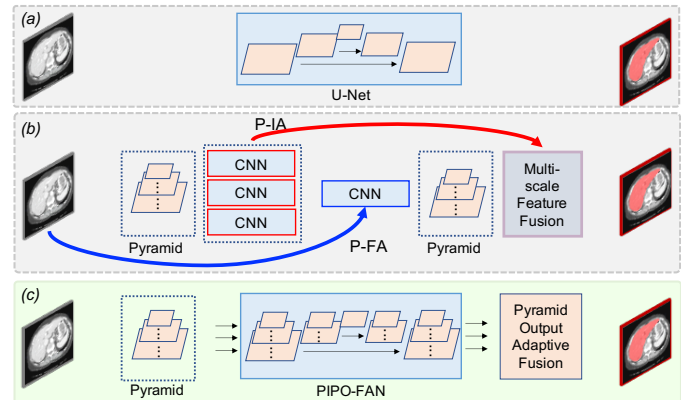 (a)
U-Net
(b)
P-IA
CNN
CNN
CNN
Pyramid
CNN
P-FA
Pyramid
Multi-
scale
Feature
Fusion
(c)
Pyramid
PIPO-FAN
Pyramid
Output
Adaptive
Fusion